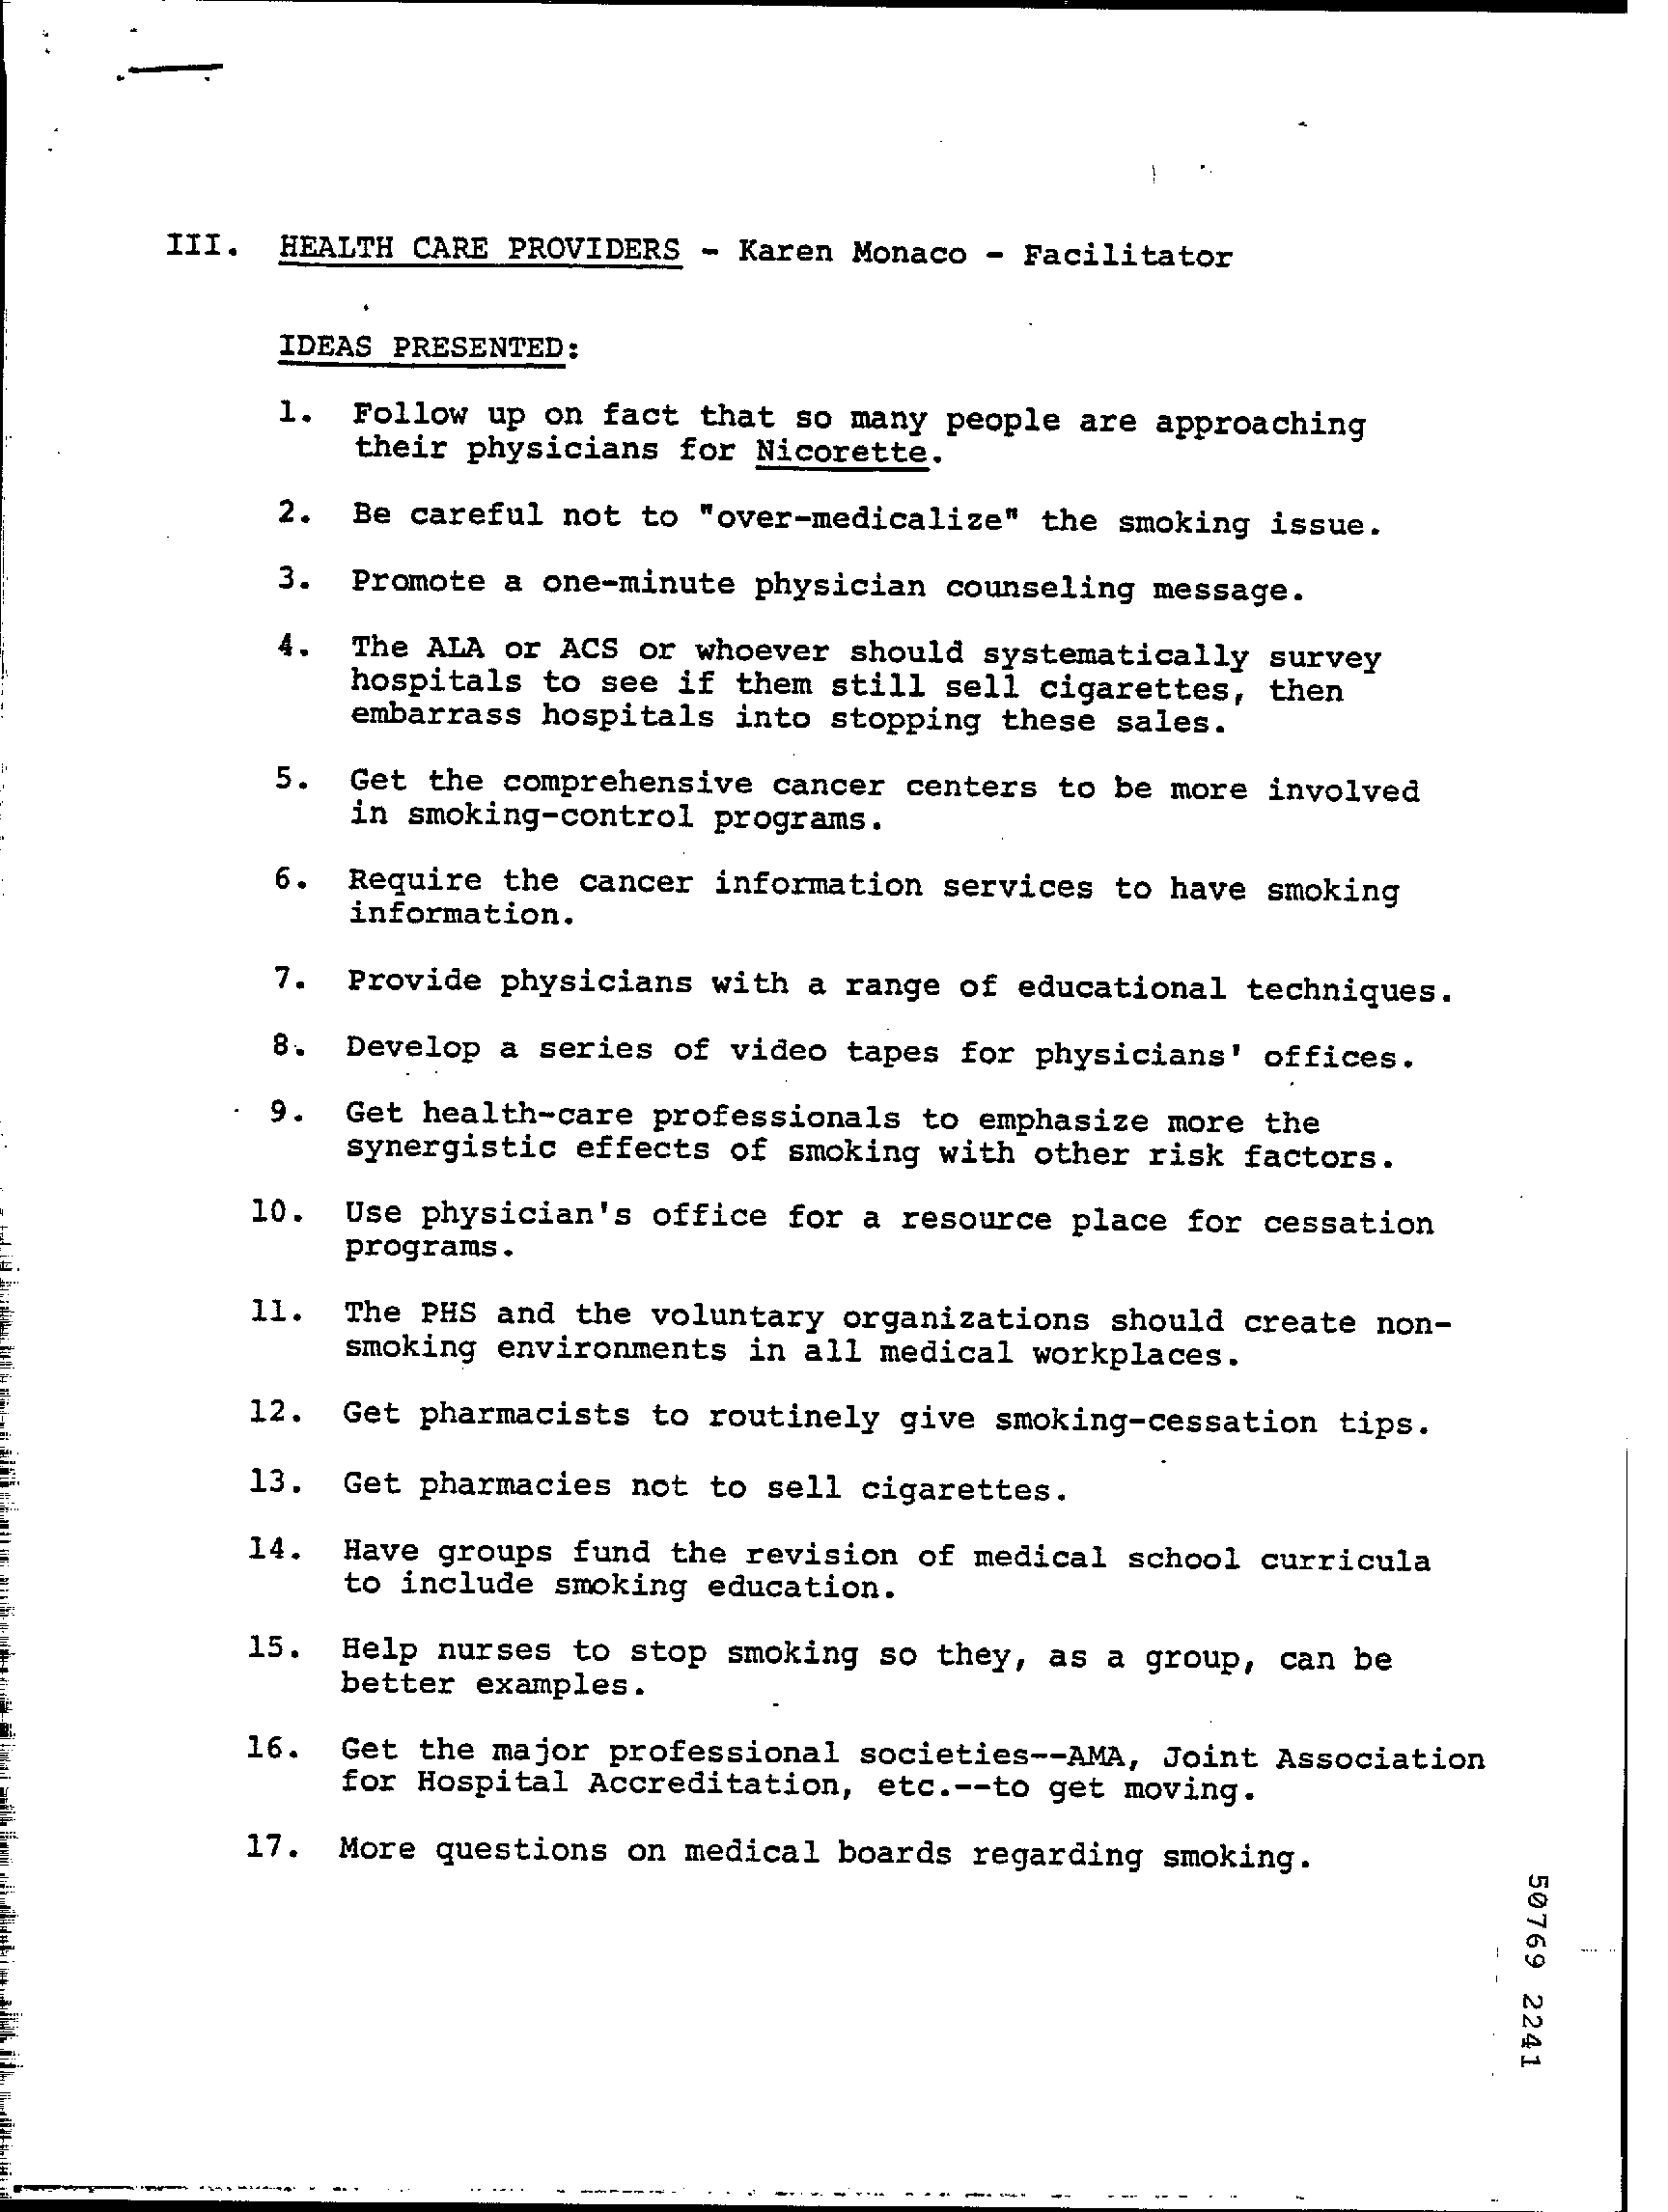 III. HEALTH CARE PROVIDERS - Karen Monaco - Facilitator
IDEAS PRESENTED:
1. Follow up on fact that so many people are approaching
their physicians for Nicorette.
2. Be careful not to "over-medicalize" the smoking issue.
3. Promote a one-minute physician counseling message.
4. The ALA or ACS or whoever should systematically survey
hospitals to see if them still sell cigarettes, then
embarrass hospitals into stopping these sales.
5. Get the comprehensive cancer centers to be more involved
in smoking-control programs.
6. Require the cancer information services to have smoking
information.
7. Provide physicians with a range of educational techniques.
8. Develop a series of video tapes for physicians' offices.
9. Get health-care professionals to emphasize more the
synergistic effects of smoking with other risk factors.
10. Use physician's office for a resource place for cessation
programs.
11. The PHS and the voluntary organizations should create non-
smoking environments in all medical workplaces.
12. Get pharmacists to routinely give smoking-cessation tips.
13. Get pharmacies not to sell cigarettes.
14. Have groups fund the revision of medical school curricula
to include smoking education.
15. Help nurses to stop smoking so they, as a group, can be
better examples.
16. Get the major professional societies--AMA, Joint Association
for Hospital Accreditation, etc.--to get moving.
17. More questions on medical boards regarding smoking.
50769 2241